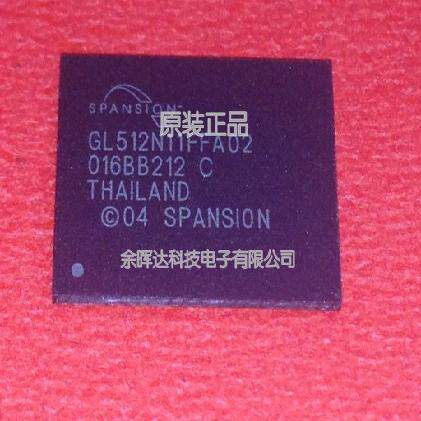 SPANSION
原装正品
GL512N11FFA02
016BB212 C
THAILAND
©04 SPANSION
余晖达科技电子有限公司